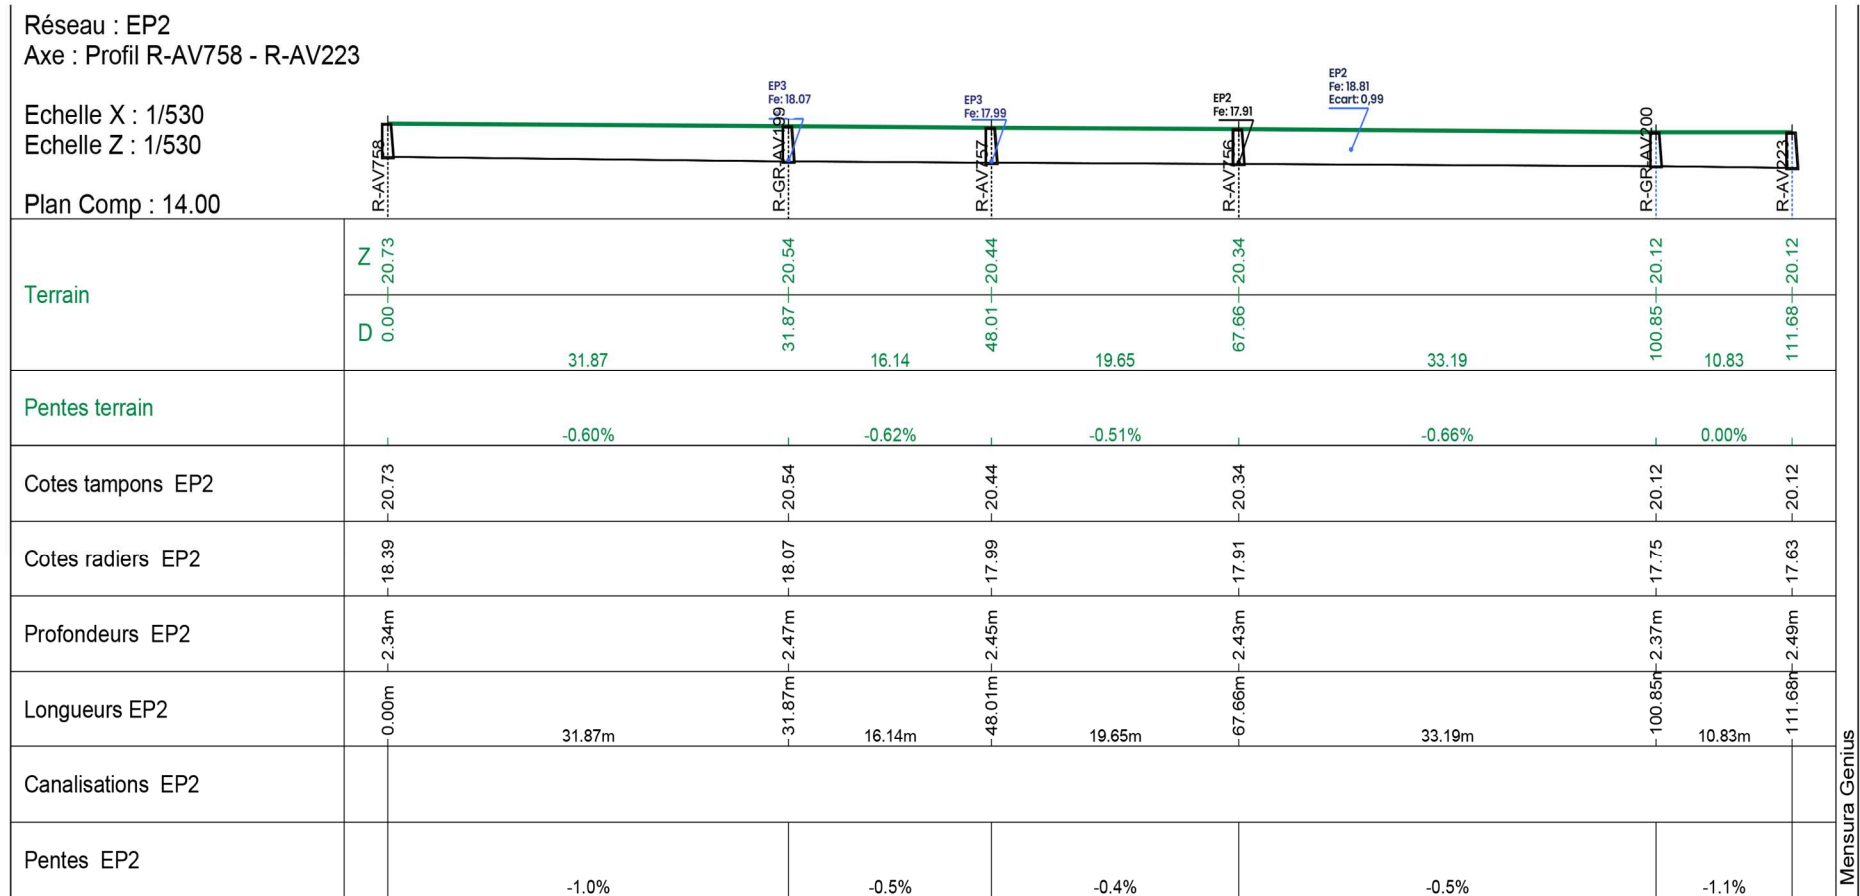 Réseau : EP2
Axe : Profil R-AV758 - R-AV223
Echelle X : 1/530
Echelle Z : 1/530
Plan Comp : 14.00
EP3
Fe: 18.07
EP3
Fe: 17.99
EP2
Fe: 17.91
EP2
Fe: 18.81
Ecart: 0,99
R-AV758
R-GR-AV199
R-AV757
R-AV756
R-GR-AV200
R-AV223
Terrain
Z 20.73 20.54 20.44 20.34 20.12 20.12
D 0.00 31.87 48.01 67.66 100.85 111.68
31.87 16.14 19.65 33.19 10.83
Pentes terrain
-0.60% -0.62% -0.51% -0.66% 0.00%
Cotes tampons EP2 20.73 20.54 20.44 20.34 20.12 20.12
Cotes radiers EP2 18.39 18.07 17.99 17.91 17.75 17.63
Profondeurs EP2 2.34m 2.47m 2.45m 2.43m 2.37m 2.49m
Longueurs EP2 0.00m 31.87m 48.01m 67.66m 100.85m 111.68m
31.87m 16.14m 19.65m 33.19m 10.83m
Canalisations EP2
Pentes EP2
-1.0% -0.5% -0.4% -0.5% -1.1%
Mensura Genius